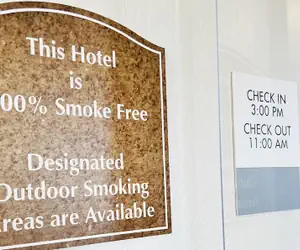 This Hotel
is
00% Smoke Free
Designated
Outdoor Smoking
Areas are Available
CHECK IN
3:00 PM
CHECK OUT
11:00 AM